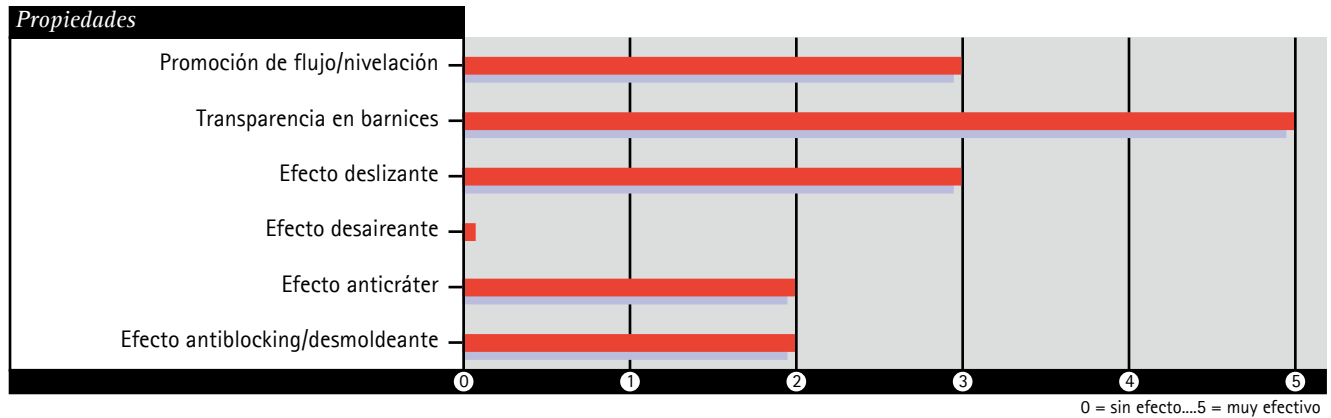 Propiedades
Promoción de flujo/nivelación
Transparencia en barnices
Efecto deslizante
Efecto desaireante
Efecto anticráter
Efecto antiblocking/desmoldeante
0 1 2 3 4 5
0 = sin efecto....5 = muy efectivo